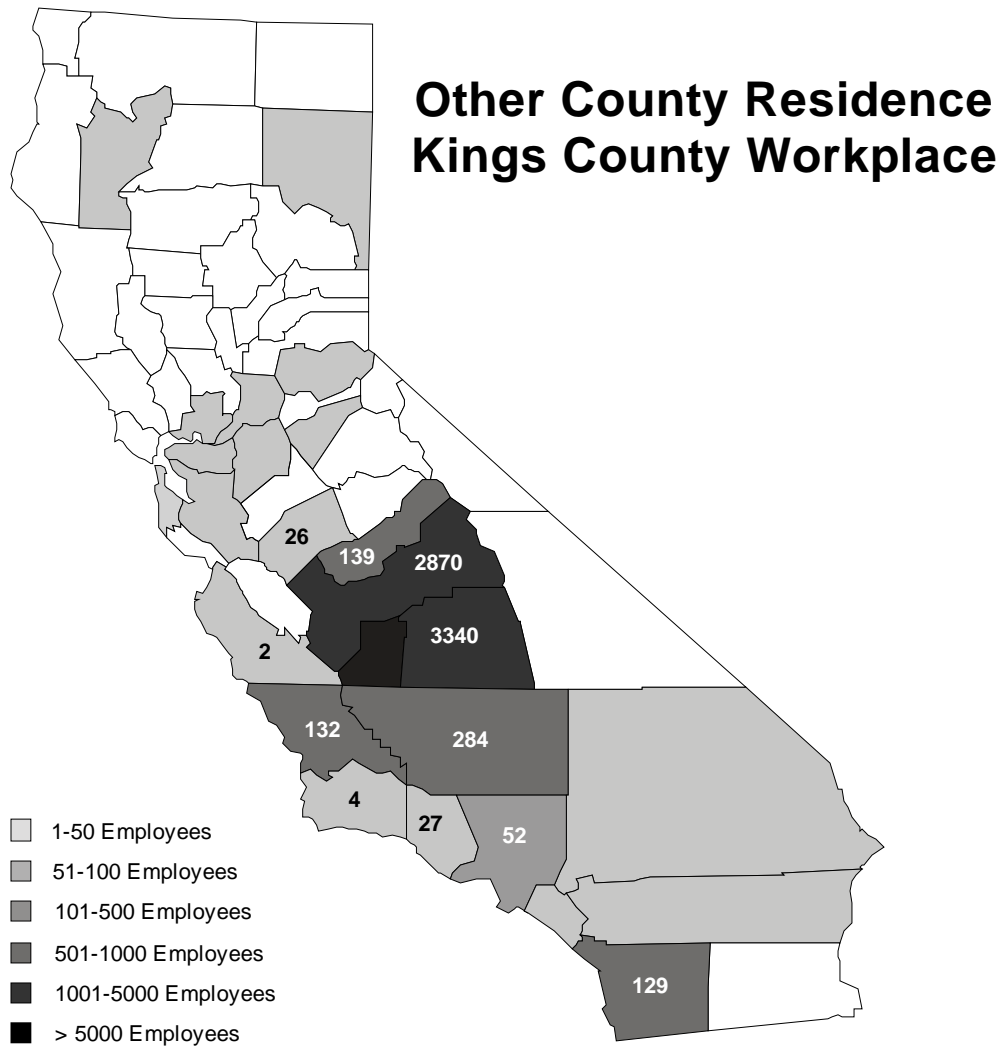 Other County Residence
Kings County Workplace
26
139
2870
3340
2
132
284
4
27
52
129
1-50 Employees
51-100 Employees
101-500 Employees
501-1000 Employees
1001-5000 Employees
> 5000 Employees